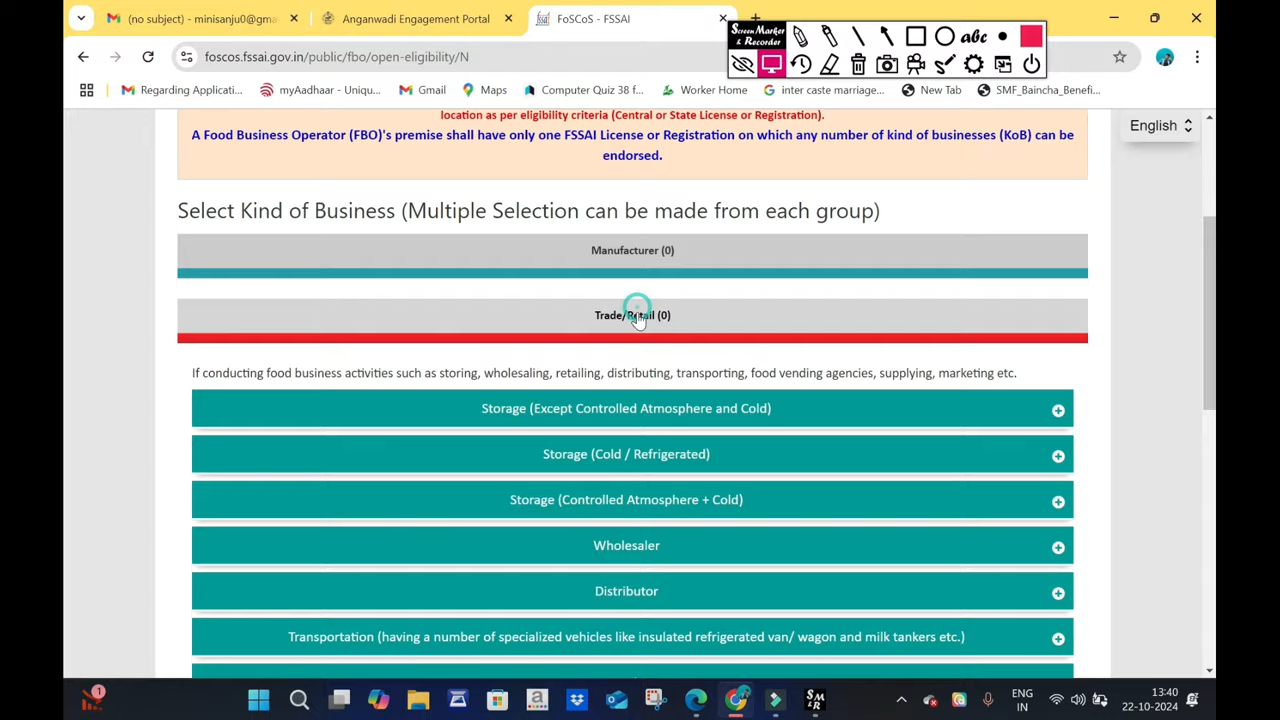 (no subject) - minisanju0@gma
Anganwadi Engagement Portal
FoSCoS - FSSAI
Screen Marker & Recorder
abc
foscos.fssai.gov.in/public/fbo/open-eligibility/N
Regarding Applicati...
myAadhaar - Uniqu...
Gmail
Maps
Computer Quiz 38 f...
Worker Home
inter caste marriage...
New Tab
SMF_Baincha_Benefi...
English
location as per eligibility criteria (Central or State License or Registration).
A Food Business Operator (FBO)'s premise shall have only one FSSAI License or Registration on which any number of kind of businesses (KoB) can be
endorsed.
Select Kind of Business (Multiple Selection can be made from each group)
Manufacturer (0)
Trade/Retail (0)
If conducting food business activities such as storing, wholesaling, retailing, distributing, transporting, food vending agencies, supplying, marketing etc.
Storage (Except Controlled Atmosphere and Cold)
Storage (Cold / Refrigerated)
Storage (Controlled Atmosphere + Cold)
Wholesaler
Distributor
Transportation (having a number of specialized vehicles like insulated refrigerated van/ wagon and milk tankers etc.)
1
a
SM
&R
ENG
IN
13:40
22-10-2024